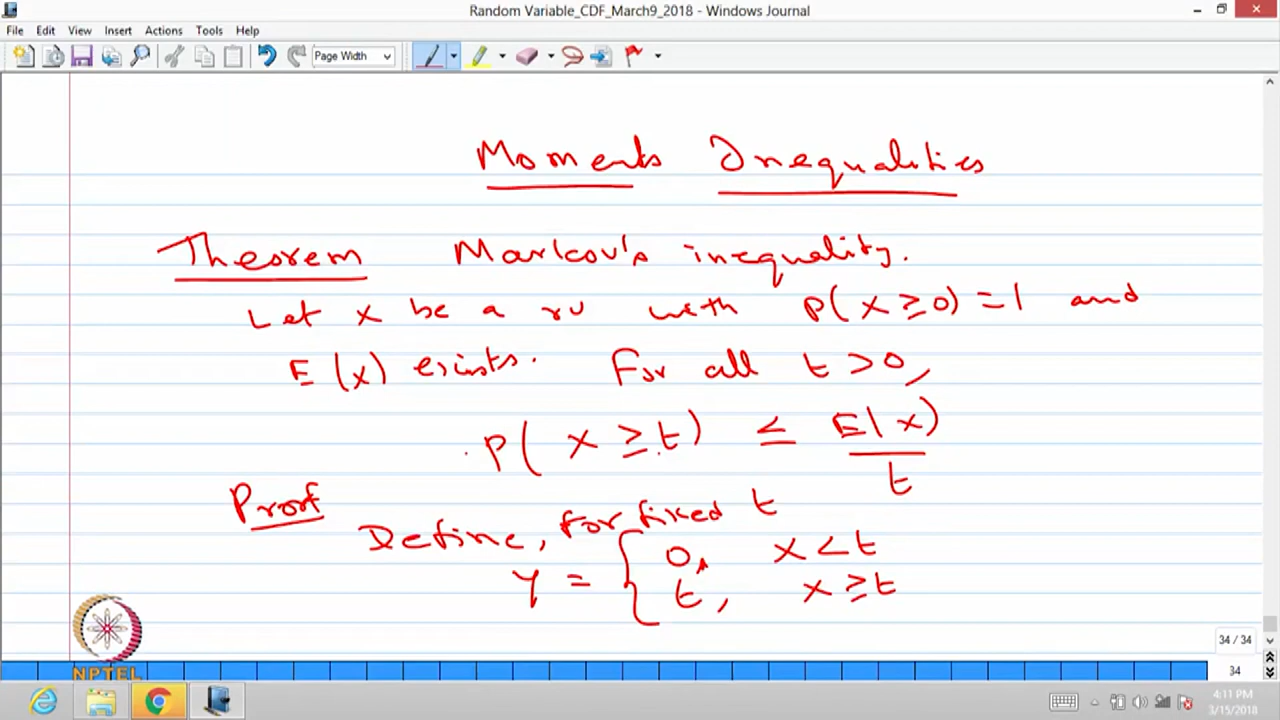 Random Variable_CDF_March9_2018 - Windows Journal
File Edit View Insert Actions Tools Help
Page Width
Moments Inequalities
Theorem Markov's inequality.
Let X be a rv with P(X ≥ 0) = 1 and
E(X) exists. For all t > 0,
P(X ≥ t) ≤ E(X)/t
Proof
Define, for fixed t
Y = { 0, X < t
t, X ≥ t
34 / 34
34
NPTEL
4:11 PM
3/15/2018